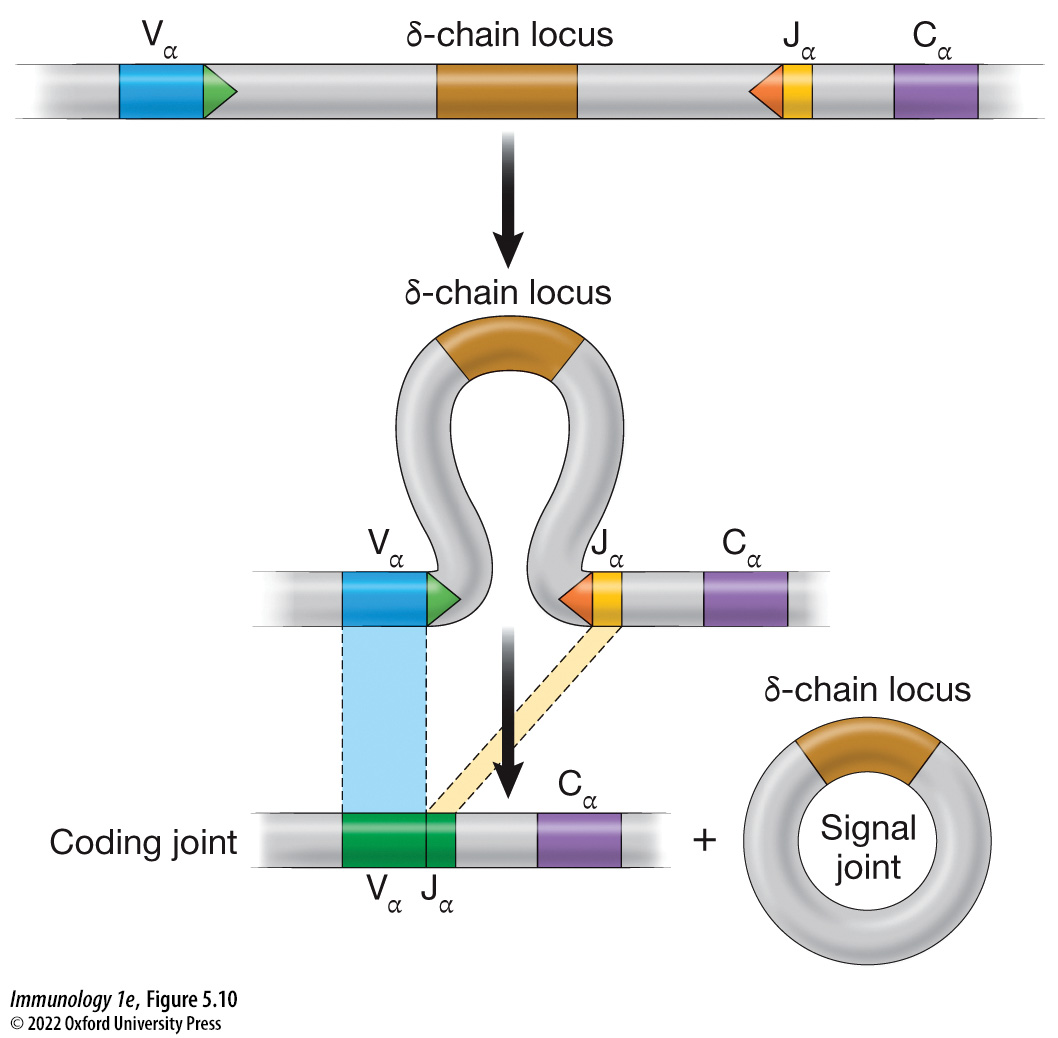 Vα
δ-chain locus
Jα
Cα
δ-chain locus
Vα
Jα
Cα
δ-chain locus
Cα
Coding joint
+
Signal
joint
Vα
Jα
Immunology 1e, Figure 5.10
© 2022 Oxford University Press